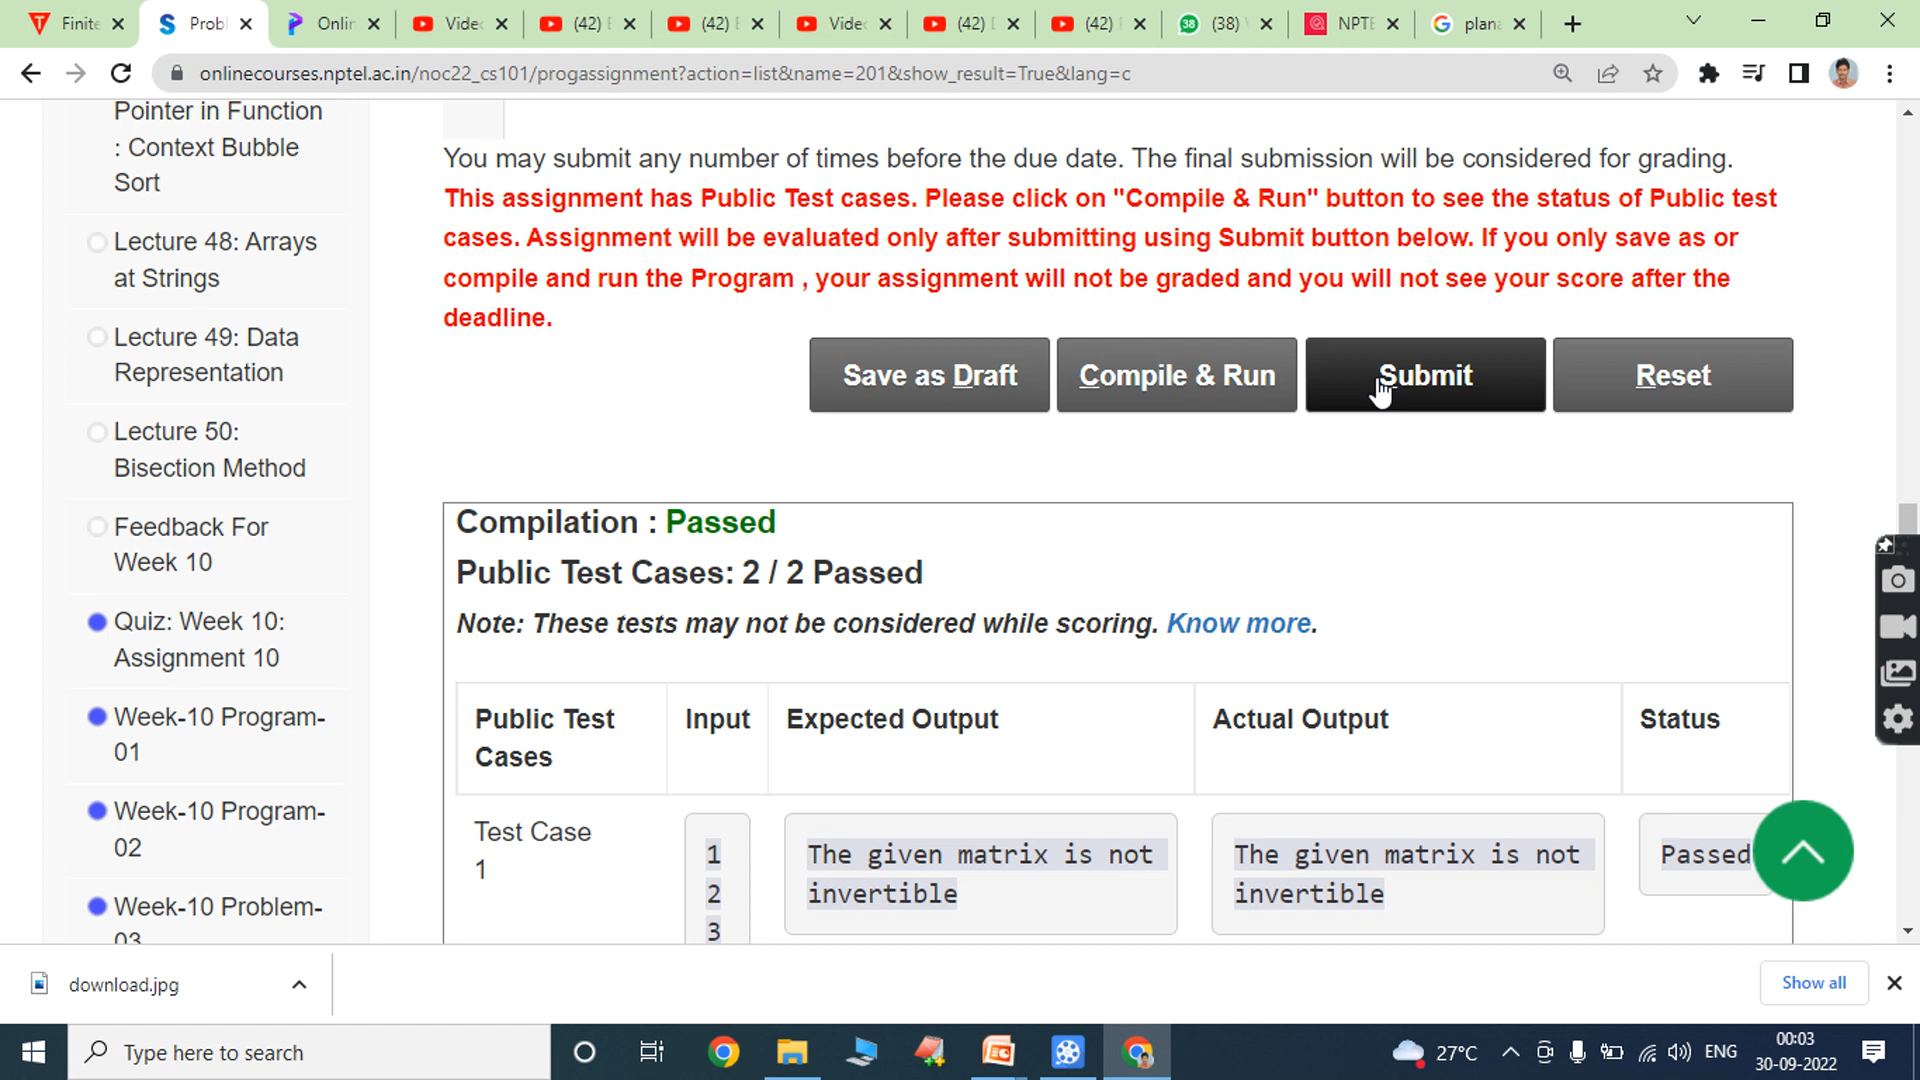 Finite
Probl
Onlin
Video
(42) E
(42) E
Video
(42)
(42)
38
(38)
NPTE
plana
onlinecourses.nptel.ac.in/noc22_cs101/progassignment?action=list&name=201&show_result=True&lang=c
Pointer in Function
: Context Bubble
Sort
Lecture 48: Arrays
at Strings
Lecture 49: Data
Representation
Lecture 50:
Bisection Method
Feedback For
Week 10
Quiz: Week 10:
Assignment 10
Week-10 Program-
01
Week-10 Program-
02
Week-10 Problem-
03
You may submit any number of times before the due date. The final submission will be considered for grading.
This assignment has Public Test cases. Please click on "Compile & Run" button to see the status of Public test
cases. Assignment will be evaluated only after submitting using Submit button below. If you only save as or
compile and run the Program , your assignment will not be graded and you will not see your score after the
deadline.
Save as Draft
Compile & Run
Submit
Reset
Compilation : Passed
Public Test Cases: 2 / 2 Passed
Note: These tests may not be considered while scoring. Know more.
Public Test
Cases
Input
Expected Output
Actual Output
Status
Test Case
1
1
2
3
The given matrix is not
invertible
The given matrix is not
invertible
Passed
download.jpg
Show all
Type here to search
27°C
ENG
00:03
30-09-2022